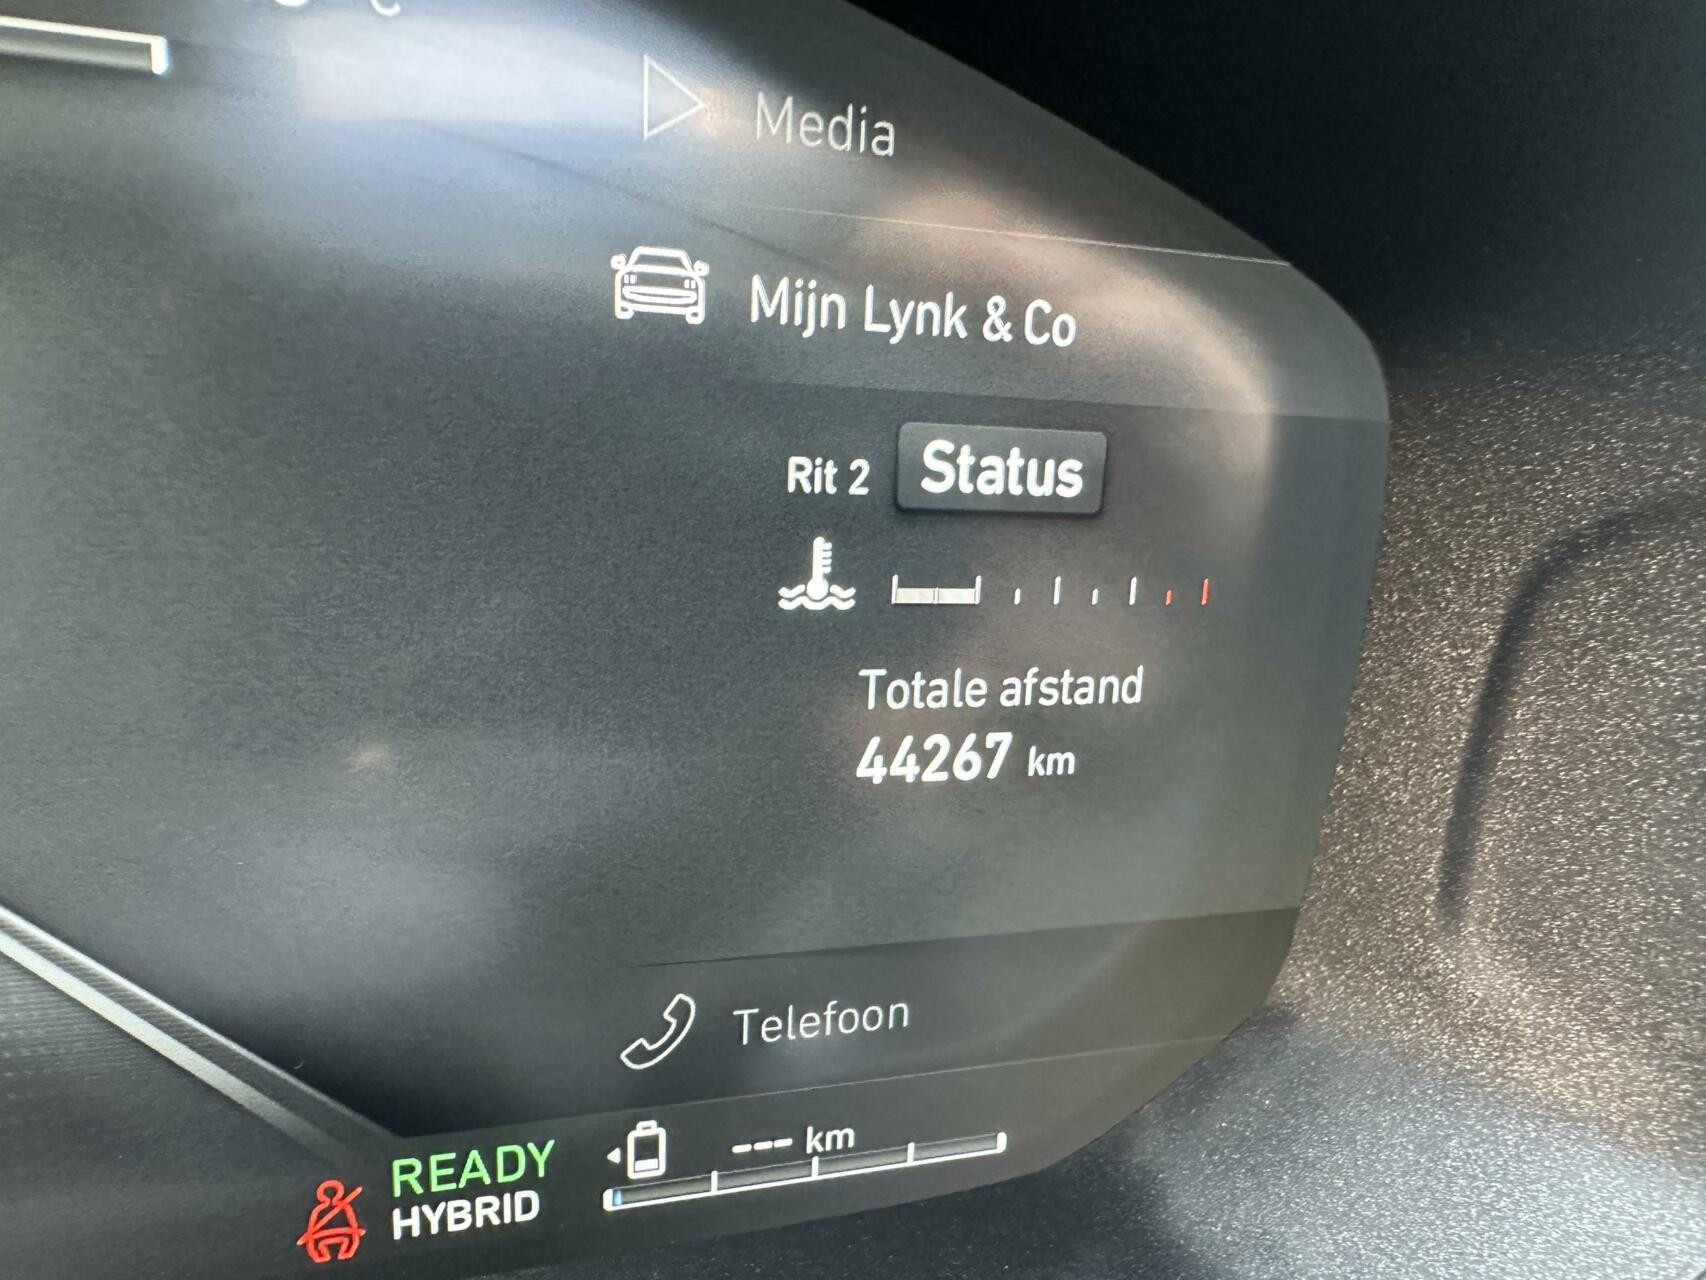 Media
Mijn Lynk & Co
Rit 2 Status
Totale afstand
44267 km
Telefoon
READY
HYBRID
--- km